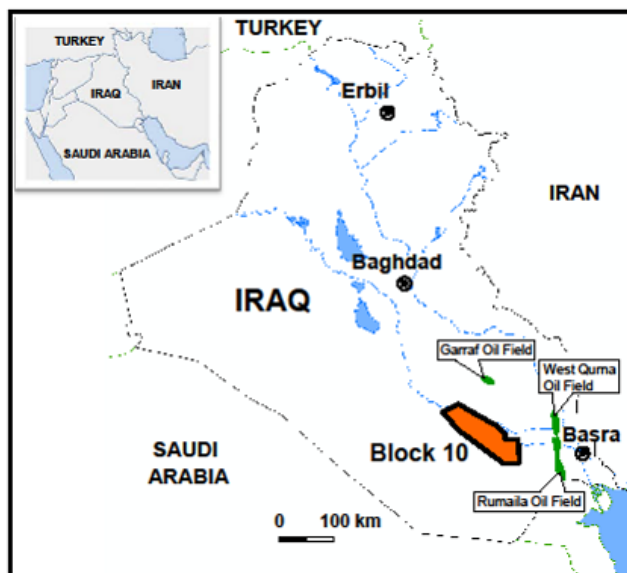 TURKEY
IRAQ
IRAN
SAUDI ARABIA
TURKEY
Erbil
IRAN
Baghdad
IRAQ
Garraf Oil Field
West Qurna
Oil Field
Block 10
Basra
SAUDI
ARABIA
Rumaila Oil Field
0 100 km